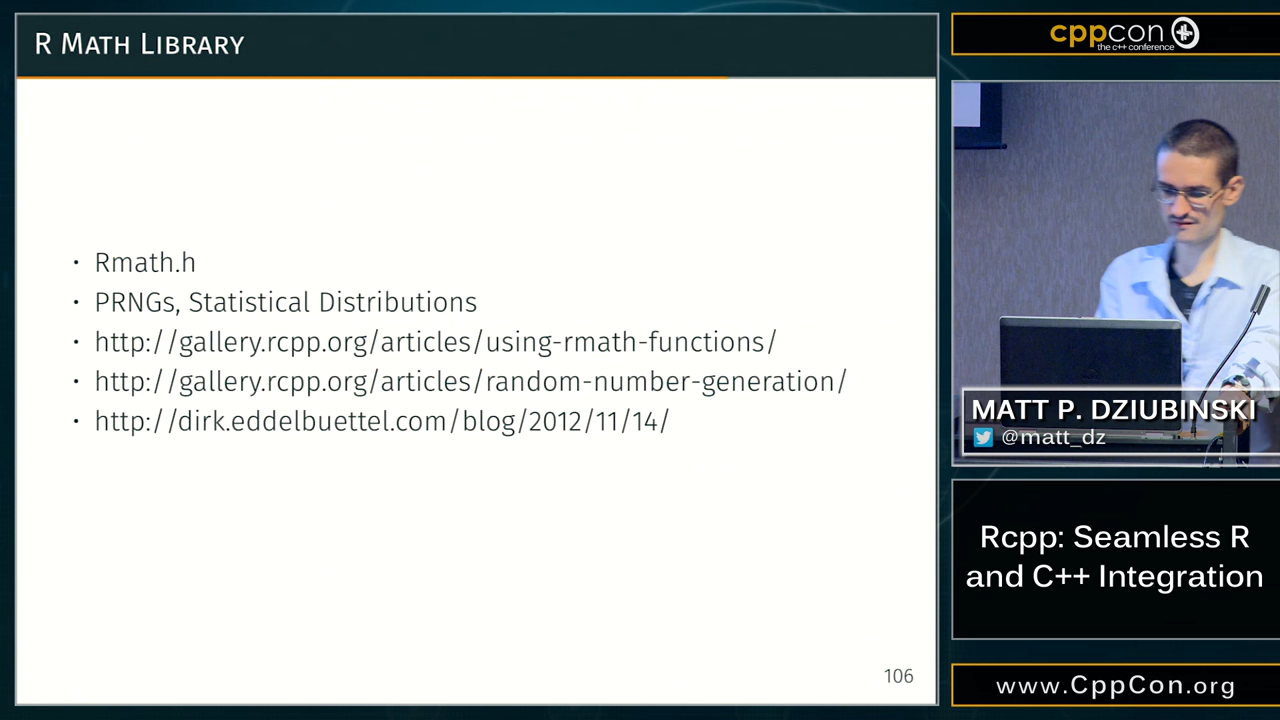 R Math Library
• Rmath.h
• PRNGs, Statistical Distributions
• http://gallery.rcpp.org/articles/using-rmath-functions/
• http://gallery.rcpp.org/articles/random-number-generation/
• http://dirk.eddelbuettel.com/blog/2012/11/14/
106
cppcon
the c++ conference
MATT P. DZIUBINSKI
@matt_dz
Rcpp: Seamless R
and C++ Integration
www.CppCon.org